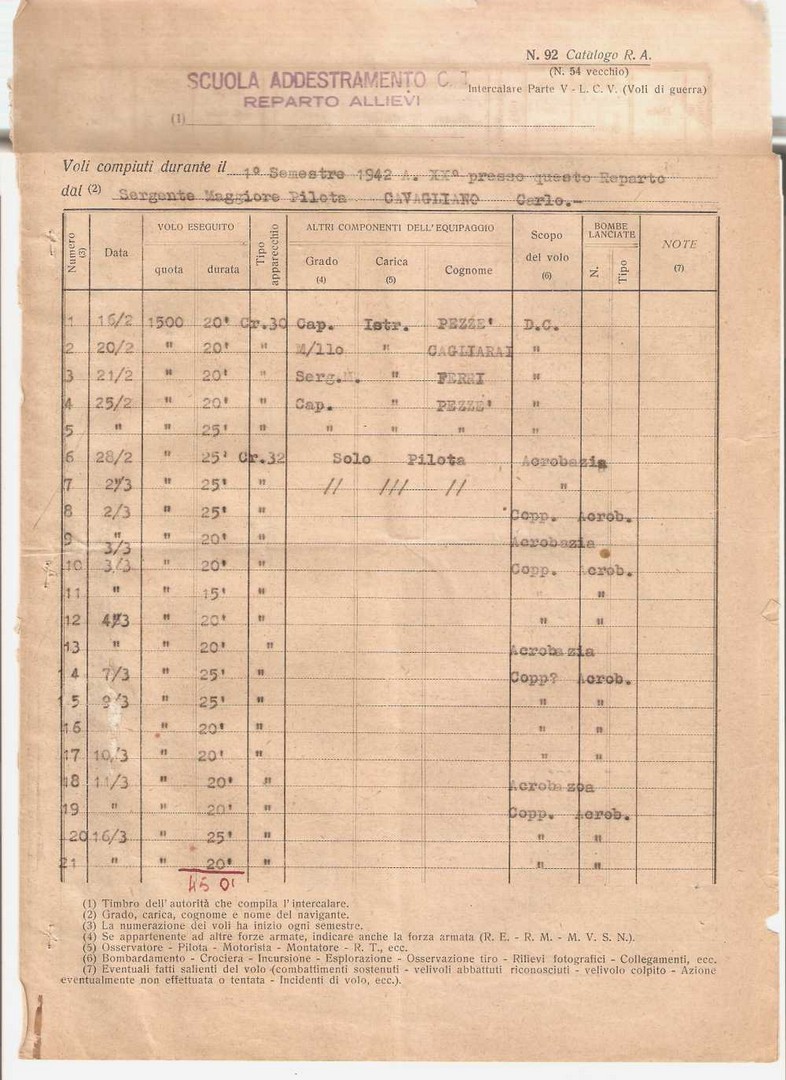 N. 92 Catalogo R. A.
(N. 54 vecchio)
SCUOLA ADDESTRAMENTO C. T
Intercalare Parte V - L. C. V. (Voli di guerra)
REPARTO ALLIEVI
(1)
Voli compiuti durante il 1º Semestre 1942 A. XXº presso questo Reparto
dal (2) Sergente Maggiore Pilota CAVAGLIANO Carlo.-
Numero (3) Data VOLO ESEGUITO quota durata Tipo apparecchio ALTRI COMPONENTI DELL'EQUIPAGGIO Grado (4) Carica (5) Cognome Scopo del volo (6) BOMBE LANCIATE N. Tipo NOTE (7)
1 16/2 1500 20' Cr.30 Cap. Istr. PEZZE' D.C.
2 20/2 " 20' " M/llo " CAGLIARAI "
3 21/2 " 20' " Serg.M. " FERRI "
4 25/2 " 20' " Cap. " PEZZE' "
5 " " 25' " " " " "
6 28/2 " 25' Cr.32 Solo Pilota Acrobazia
7 2/3 " 25' " // /// // "
8 2/3 " 25' " Copp. Acrob.
9 " 3/3 " 20' " Acrobazia
10 3/3 " 20' " Copp. Acrob.
11 " " 15' " " "
12 4/3 " 20' " " "
13 " " 20' " Acrobazia
4 7/3 " 25' " Copp? Acrob.
5 9/3 " 25' " " "
16 " 20' " " "
17 10/3 " 20' " " "
18 11/3 " 20' " Acrobazoa
19 " " 20' " Copp. Acrob.
20 16/3 " 25' " " "
21 " " 20' " " "
45 0'
(1) Timbro dell'autorità che compila l'intercalare.
(2) Grado, carica, cognome e nome del navigante.
(3) La numerazione dei voli ha inizio ogni semestre.
(4) Se appartenente ad altre forze armate, indicare anche la forza armata (R. E. - R. M. - M. V. S. N.).
(5) Osservatore - Pilota - Motorista - Montatore - R. T., ecc.
(6) Bombardamento - Crociera - Incursione - Esplorazione - Osservazione tiro - Rilievi fotografici - Collegamenti, ecc.
(7) Eventuali fatti salienti del volo (combattimenti sostenuti - velivoli abbattuti riconosciuti - velivolo colpito - Azione
eventualmente non effettuata o tentata - Incidenti di volo, ecc.).